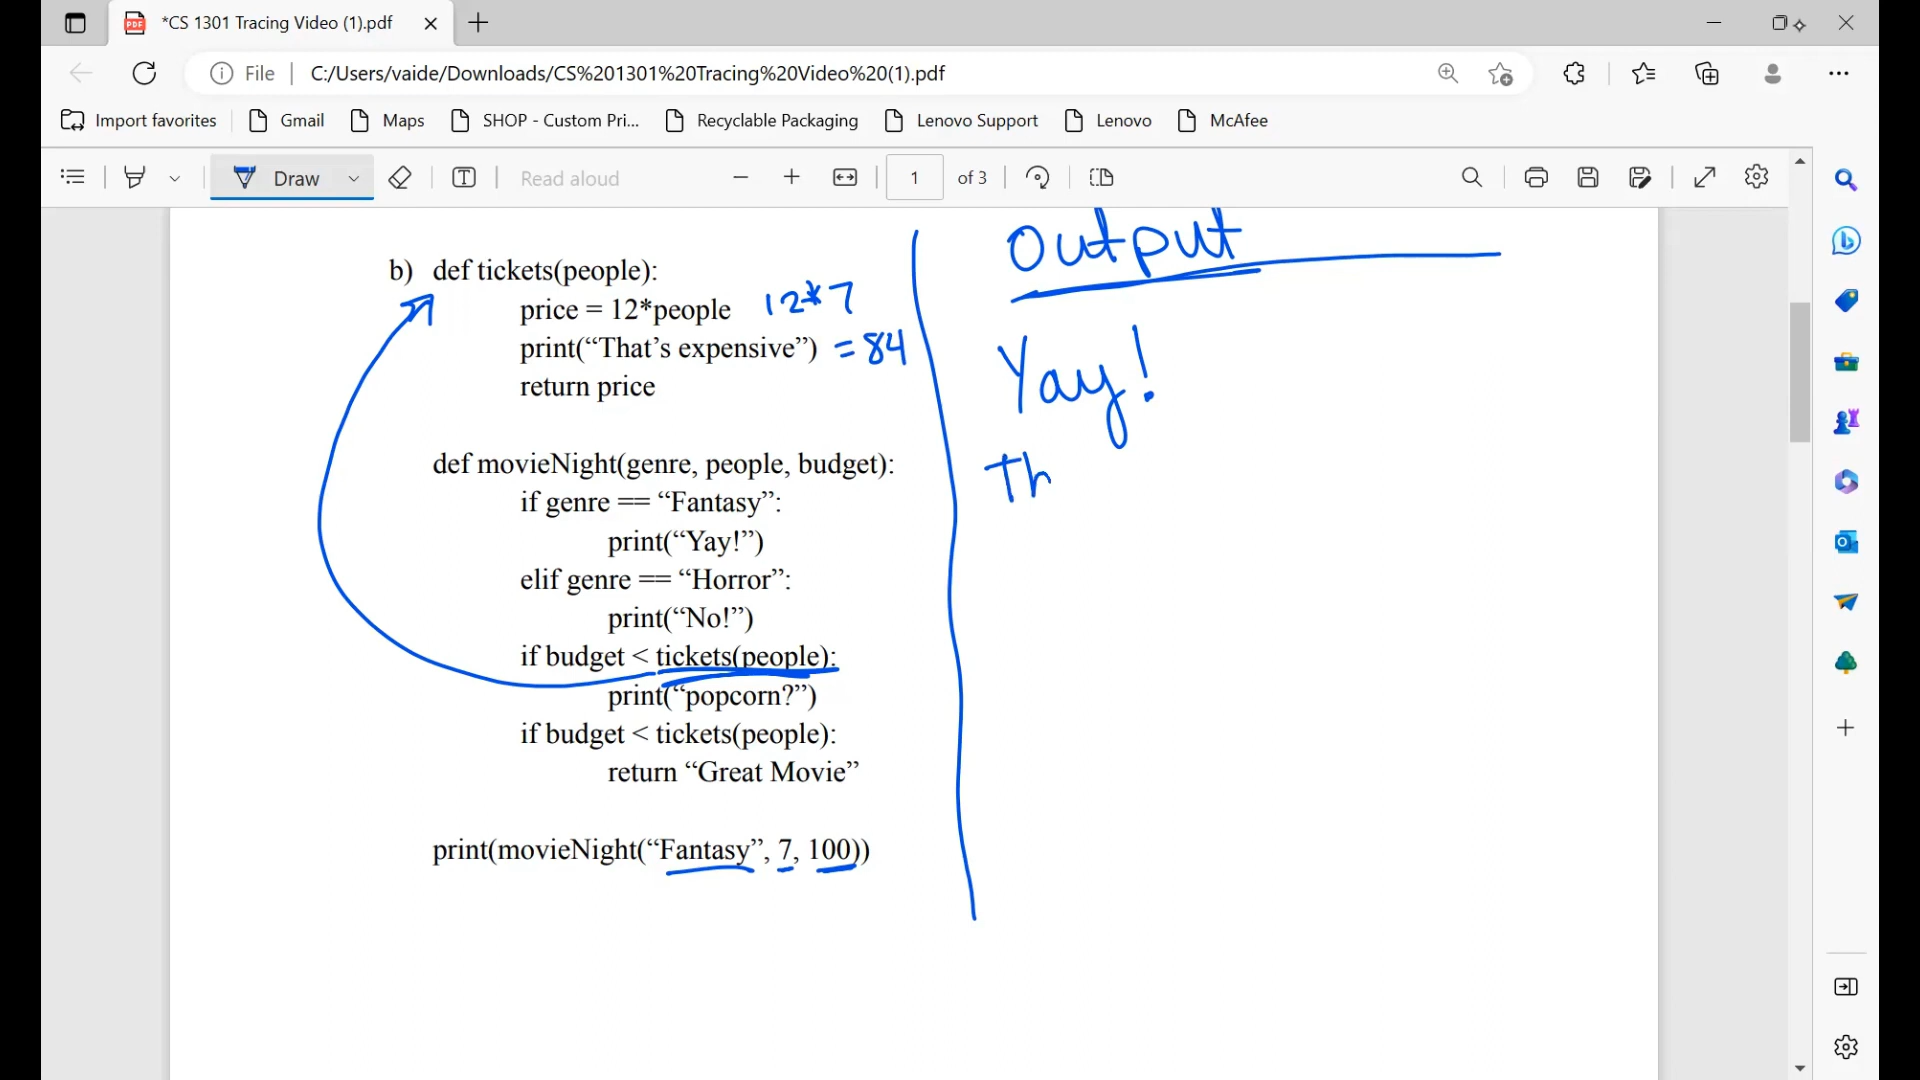 *CS 1301 Tracing Video (1).pdf
File
C:/Users/vaide/Downloads/CS%201301%20Tracing%20Video%20(1).pdf
Import favorites
Gmail
Maps
SHOP - Custom Pri...
Recyclable Packaging
Lenovo Support
Lenovo
McAfee
Draw
Read aloud
1 of 3
b) def tickets(people):
price = 12*people
12*7
print(“That’s expensive”)
= 84
return price
def movieNight(genre, people, budget):
if genre == “Fantasy”:
print(“Yay!”)
elif genre == “Horror”:
print(“No!”)
if budget < tickets(people):
print(“popcorn?”)
if budget < tickets(people):
return “Great Movie”
print(movieNight(“Fantasy”, 7, 100))
Output
Yay!
Th